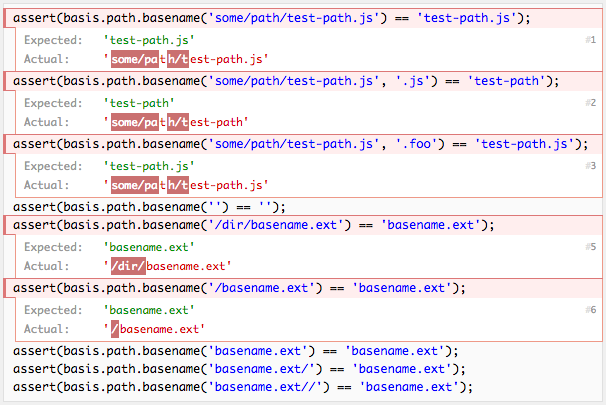 assert(basis.path.basename('some/path/test-path.js') == 'test-path.js');
Expected: 'test-path.js' #1
Actual: 'some/path/test-path.js'
assert(basis.path.basename('some/path/test-path.js', '.js') == 'test-path');
Expected: 'test-path' #2
Actual: 'some/path/test-path'
assert(basis.path.basename('some/path/test-path.js', '.foo') == 'test-path.js');
Expected: 'test-path.js' #3
Actual: 'some/path/test-path.js'
assert(basis.path.basename('') == '');
assert(basis.path.basename('/dir/basename.ext') == 'basename.ext');
Expected: 'basename.ext' #5
Actual: '/dir/basename.ext'
assert(basis.path.basename('/basename.ext') == 'basename.ext');
Expected: 'basename.ext' #6
Actual: '/basename.ext'
assert(basis.path.basename('basename.ext') == 'basename.ext');
assert(basis.path.basename('basename.ext/') == 'basename.ext');
assert(basis.path.basename('basename.ext//') == 'basename.ext');